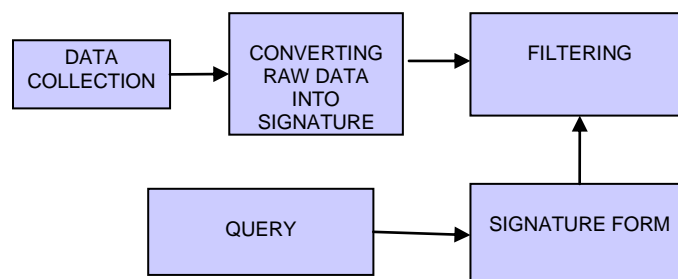 DATA
COLLECTION
CONVERTING
RAW DATA
INTO
SIGNATURE
FILTERING
QUERY
SIGNATURE FORM